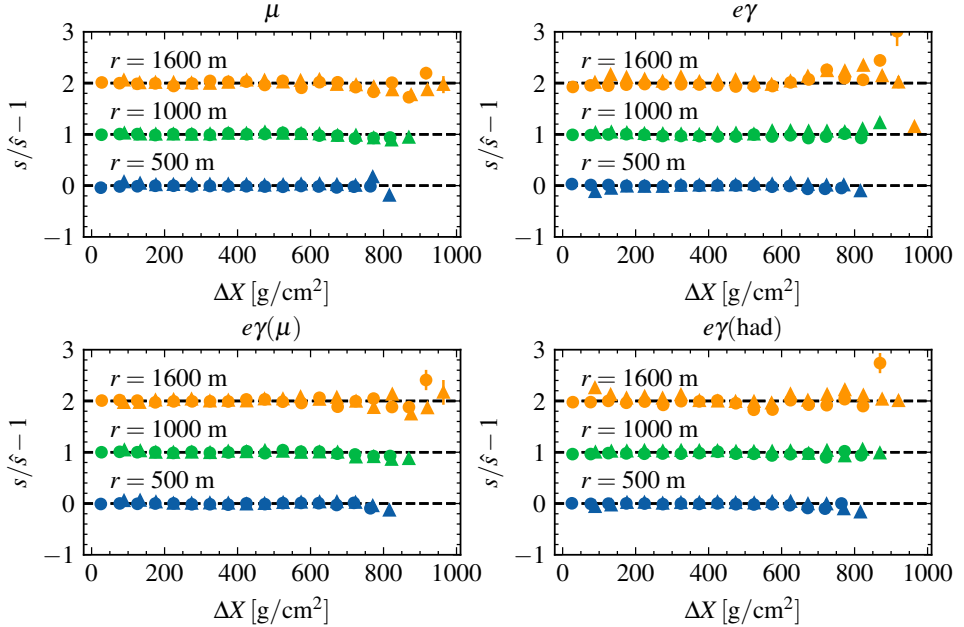 μ
3
2
1
0
−1
s/ŝ − 1
r = 1600 m
r = 1000 m
r = 500 m
0 200 400 600 800 1000
ΔX [g/cm²]
eγ
3
2
1
0
−1
s/ŝ − 1
r = 1600 m
r = 1000 m
r = 500 m
0 200 400 600 800 1000
ΔX [g/cm²]
eγ(μ)
3
2
1
0
−1
s/ŝ − 1
r = 1600 m
r = 1000 m
r = 500 m
0 200 400 600 800 1000
ΔX [g/cm²]
eγ(had)
3
2
1
0
−1
s/ŝ − 1
r = 1600 m
r = 1000 m
r = 500 m
0 200 400 600 800 1000
ΔX [g/cm²]